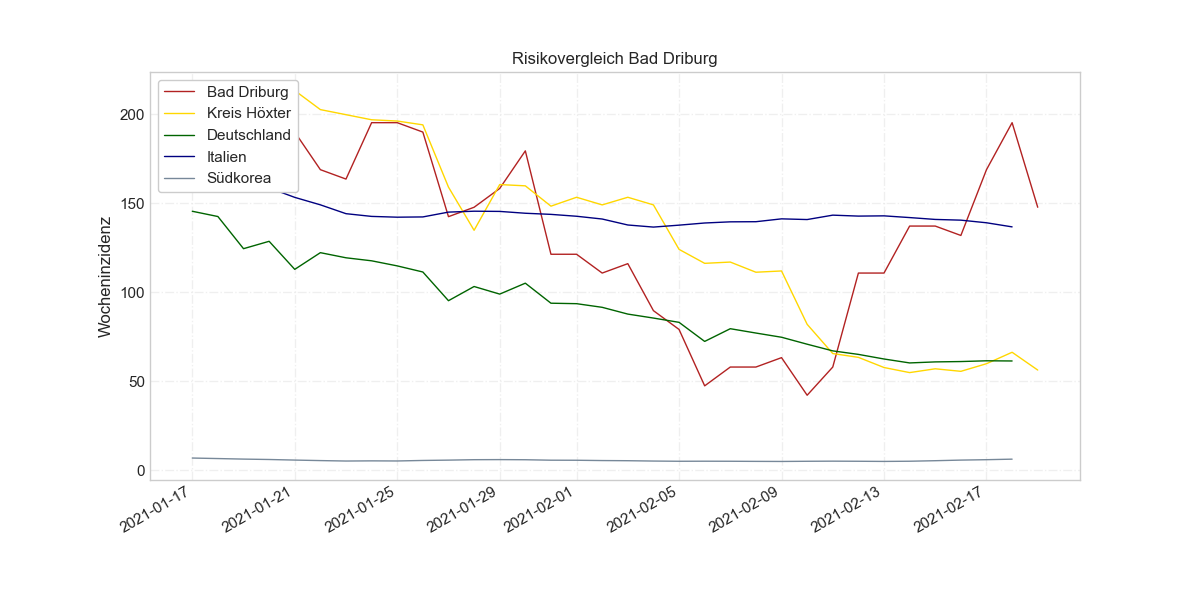 Risikovergleich Bad Driburg
Wocheninzidenz
200
150
100
50
0
Bad Driburg
Kreis Höxter
Deutschland
Italien
Südkorea
2021-01-17
2021-01-21
2021-01-25
2021-01-29
2021-02-01
2021-02-05
2021-02-09
2021-02-13
2021-02-17